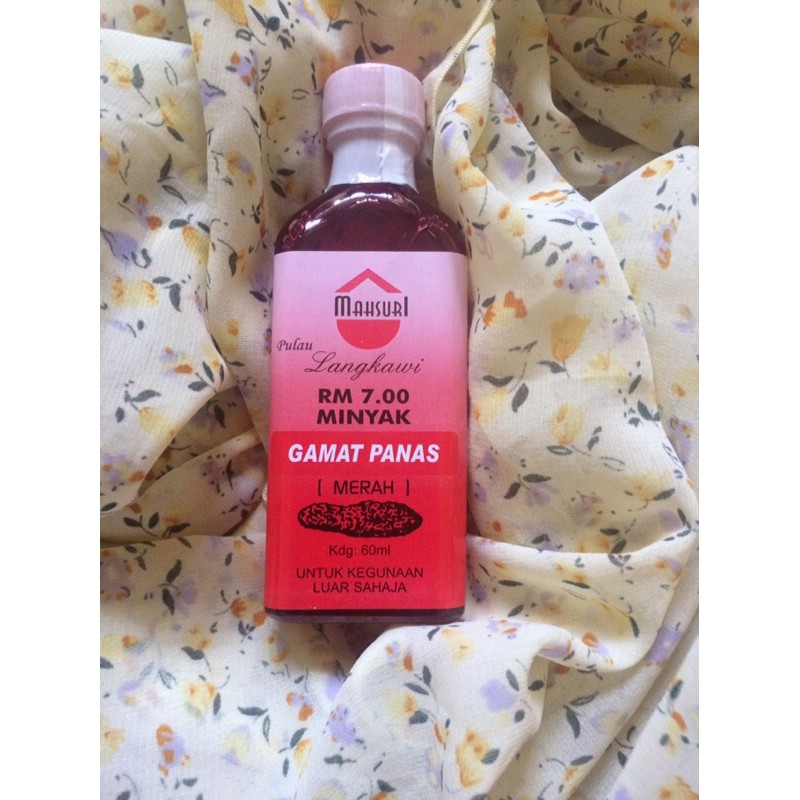 MAHSURI
Pulau
Langkawi
RM 7.00
MINYAK
GAMAT PANAS
( MERAH )
Kdg: 60ml
UNTUK KEGUNAAN
LUAR SAHAJA